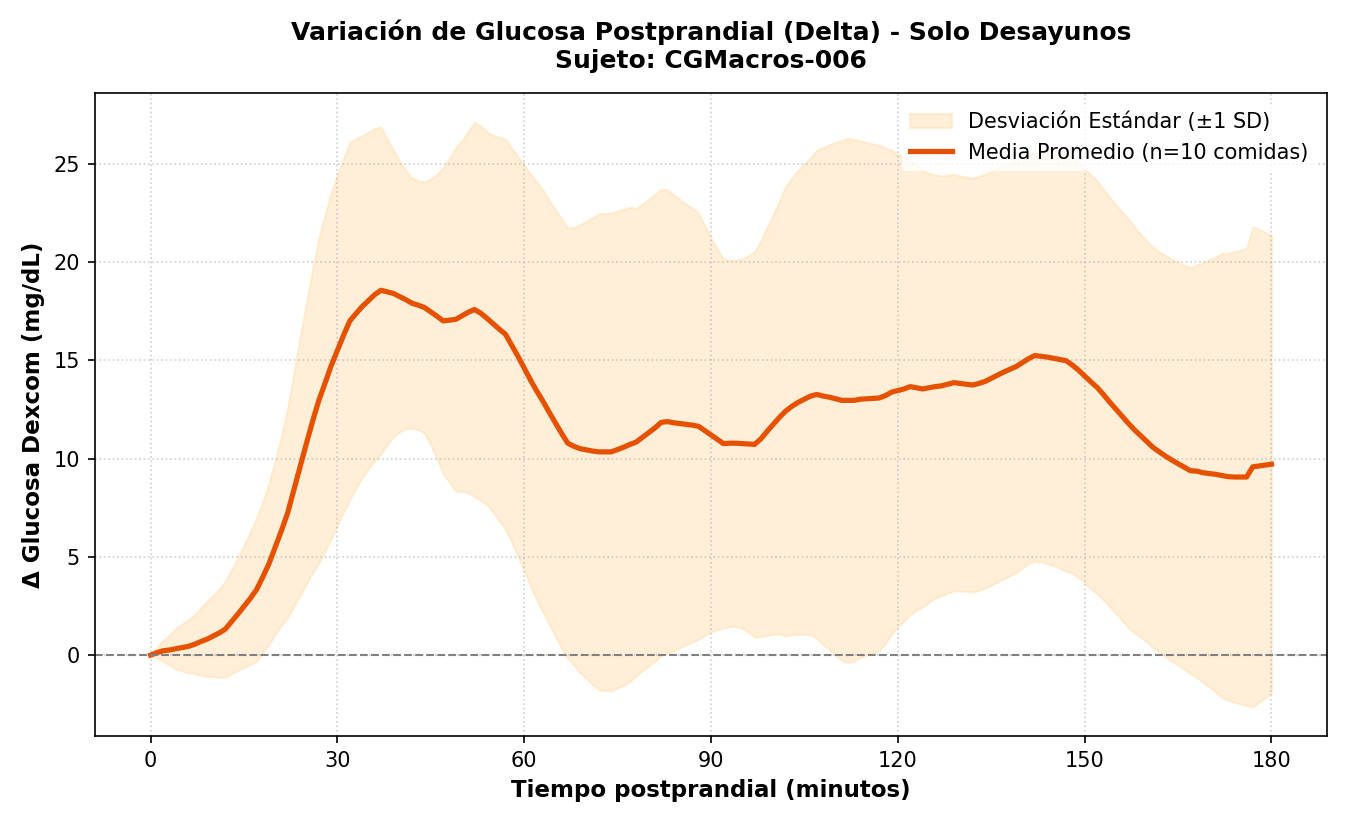 Variación de Glucosa Postprandial (Delta) - Solo Desayunos
Sujeto: CGMacros-006
Desviación Estándar (±1 SD)
Media Promedio (n=10 comidas)
Δ Glucosa Dexcom (mg/dL)
25
20
15
10
5
0
0 30 60 90 120 150 180
Tiempo postprandial (minutos)